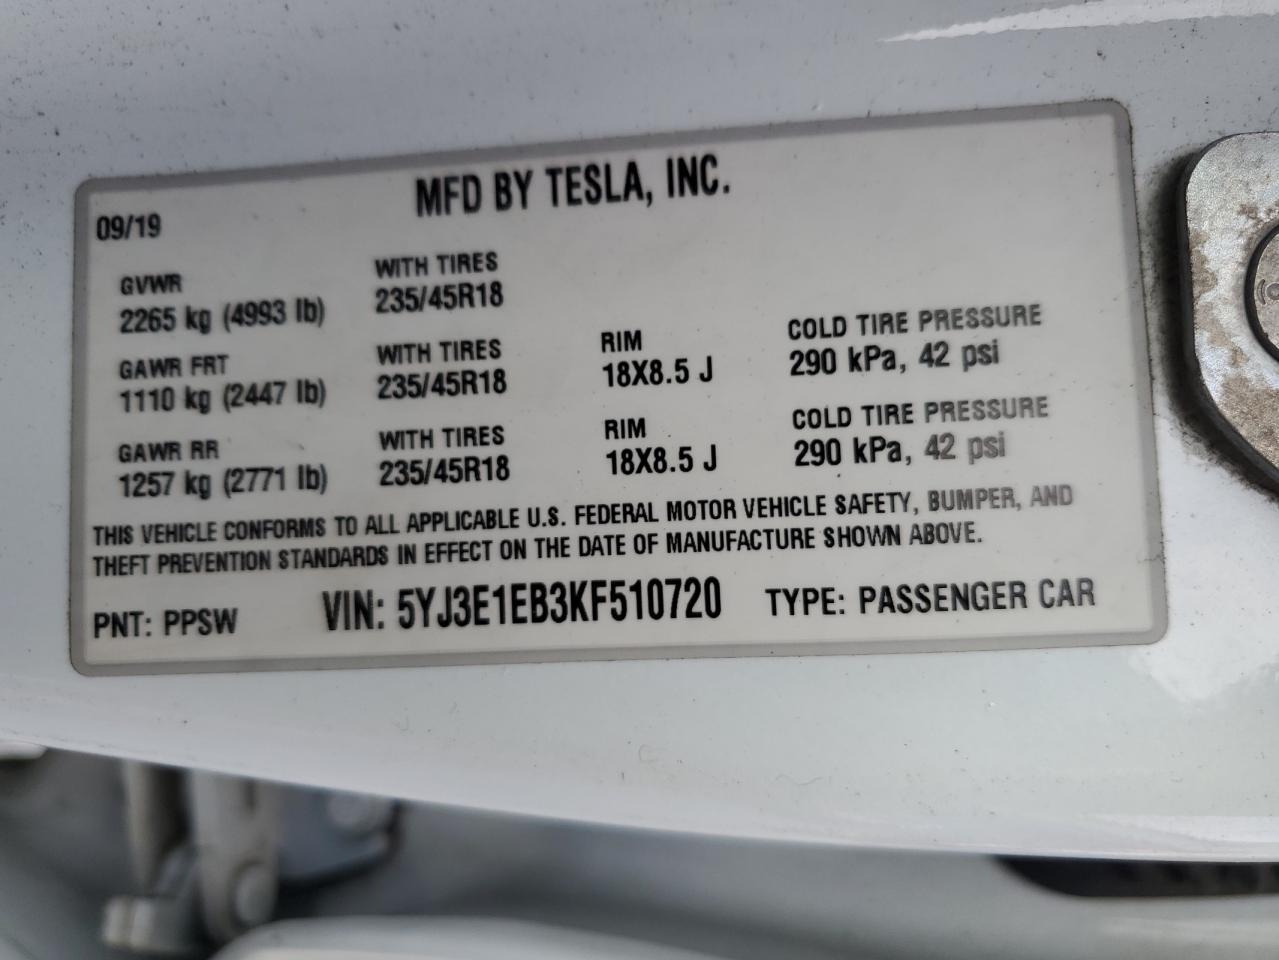 MFD BY TESLA, INC.
09/19
GVWR WITH TIRES
2265 kg (4993 lb) 235/45R18
GAWR FRT WITH TIRES RIM COLD TIRE PRESSURE
1110 kg (2447 lb) 235/45R18 18X8.5 J 290 kPa, 42 psi
GAWR RR WITH TIRES RIM COLD TIRE PRESSURE
1257 kg (2771 lb) 235/45R18 18X8.5 J 290 kPa, 42 psi
THIS VEHICLE CONFORMS TO ALL APPLICABLE U.S. FEDERAL MOTOR VEHICLE SAFETY, BUMPER, AND
THEFT PREVENTION STANDARDS IN EFFECT ON THE DATE OF MANUFACTURE SHOWN ABOVE.
PNT: PPSW VIN: 5YJ3E1EB3KF510720 TYPE: PASSENGER CAR